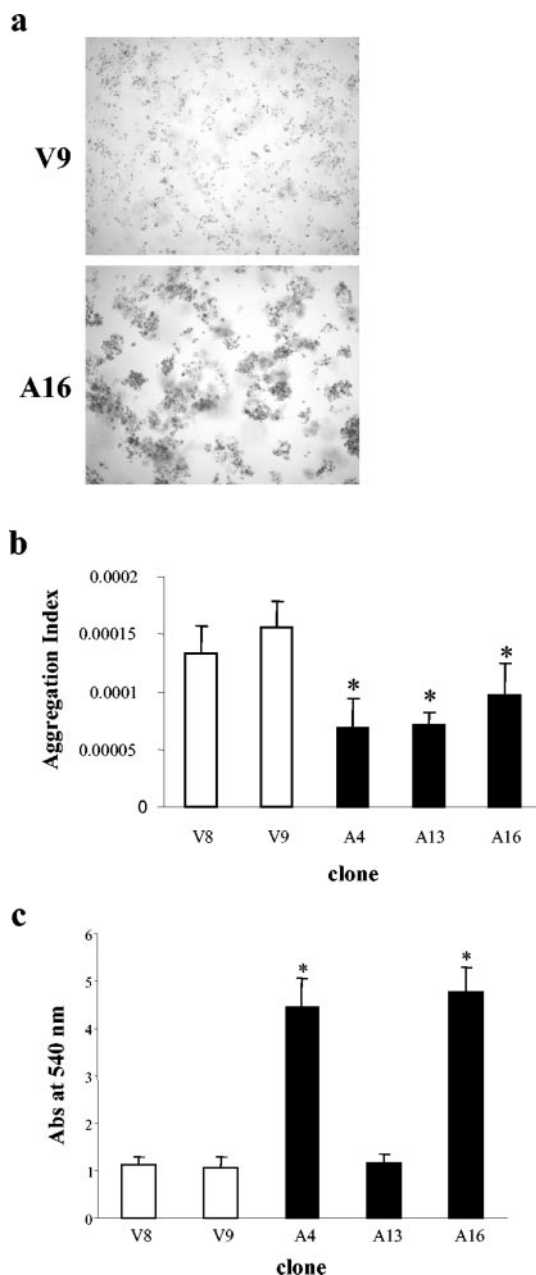 a
V9
A16
b
Aggregation Index
0.0002
0.00015
0.0001
0.00005
0
* * *
V8 V9 A4 A13 A16
clone
c
Abs at 540 nm
6
5
4
3
2
1
0
* *
V8 V9 A4 A13 A16
clone